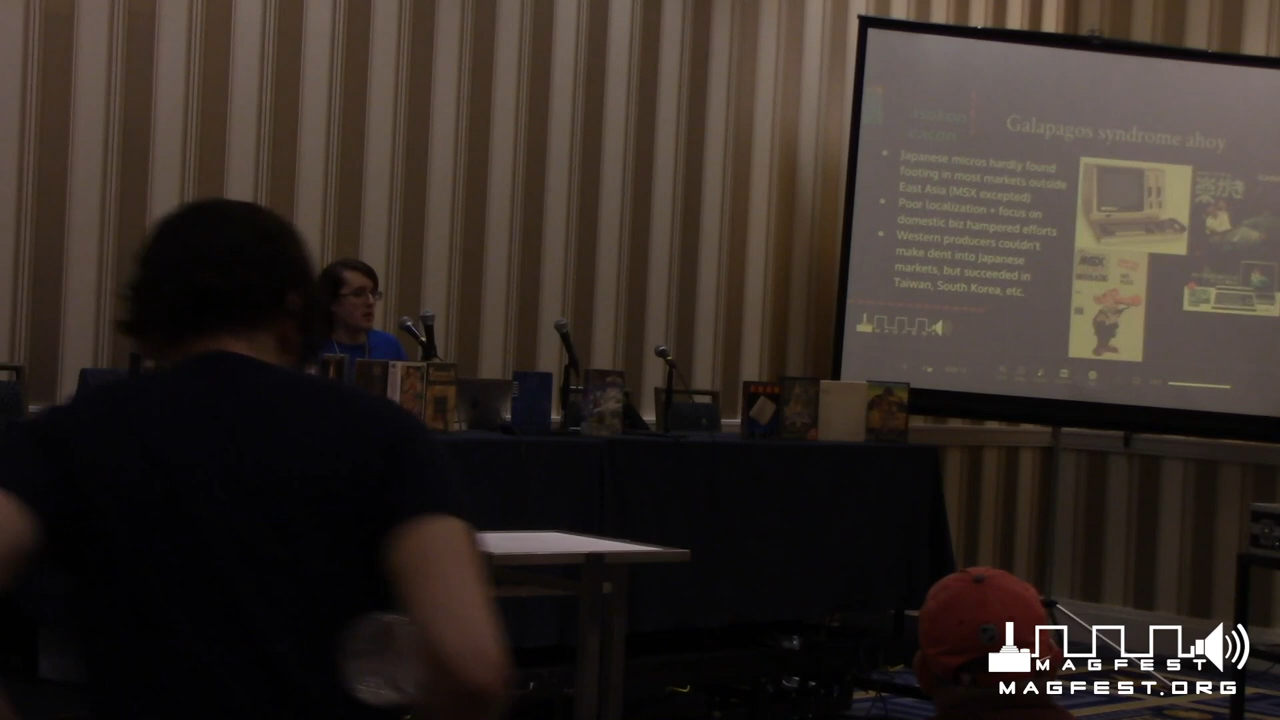 Galapagos syndrome ahoy
Japanese micros hardly found
footing in most markets outside
East Asia (MSX excepted)
Poor localization + focus on
domestic biz hampered efforts
Western producers couldn't
make dent into Japanese
markets, but succeeded in
Taiwan, South Korea, etc.
MSX
MAGFEST
MAGFEST.ORG